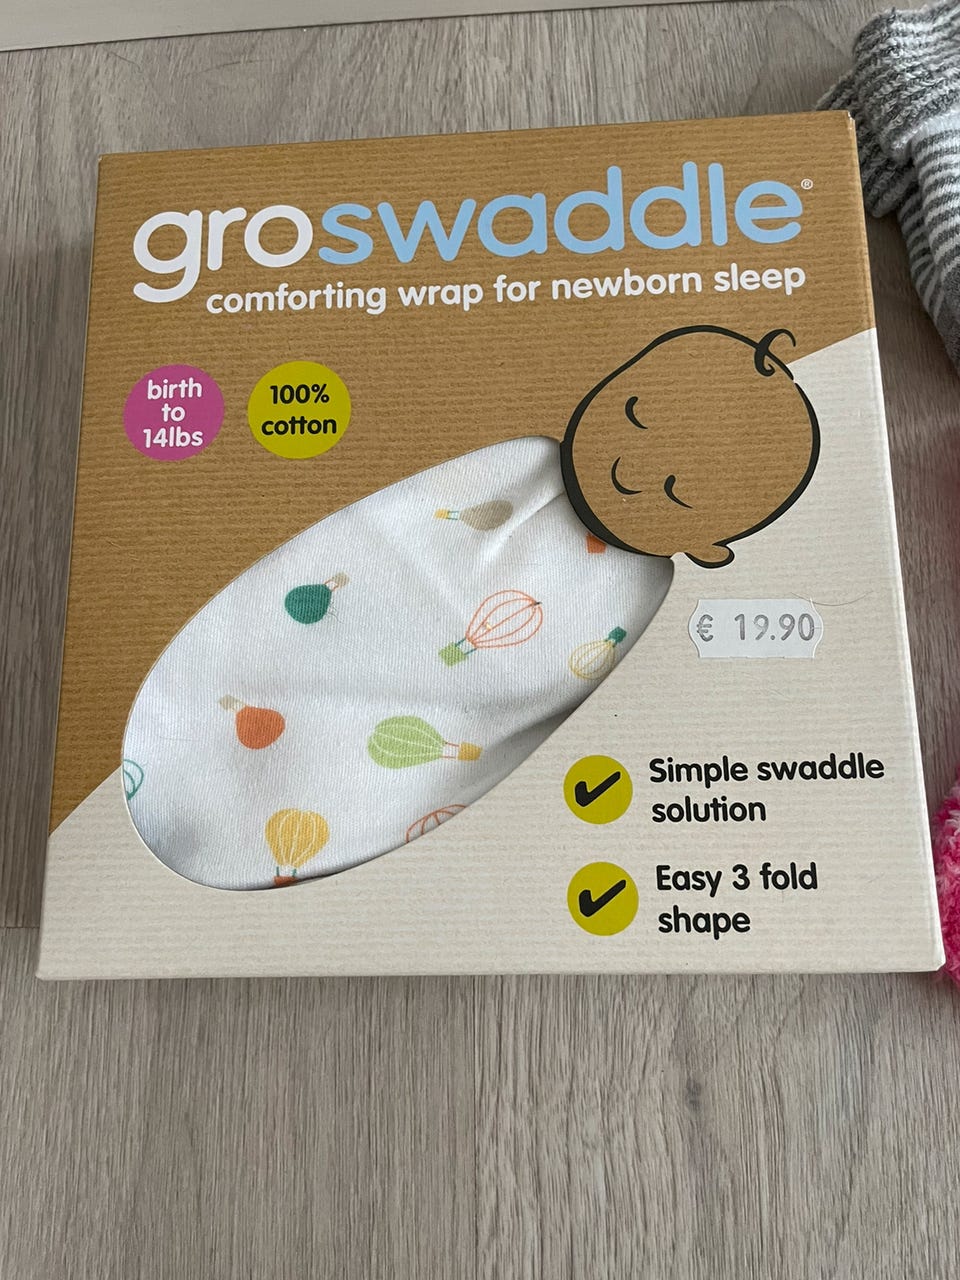 groswaddle®
comforting wrap for newborn sleep
birth
to
14lbs
100%
cotton
€ 19.90
Simple swaddle
solution
Easy 3 fold
shape